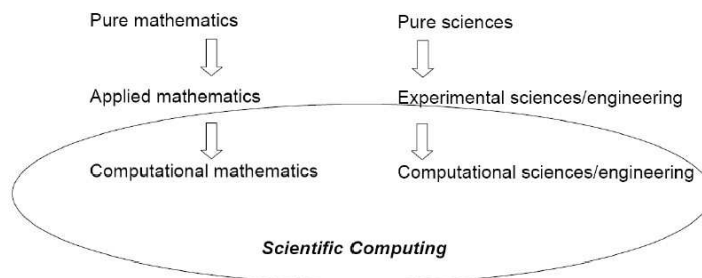 Pure mathematics
Pure sciences
Applied mathematics
Experimental sciences/engineering
Computational mathematics
Computational sciences/engineering
Scientific Computing